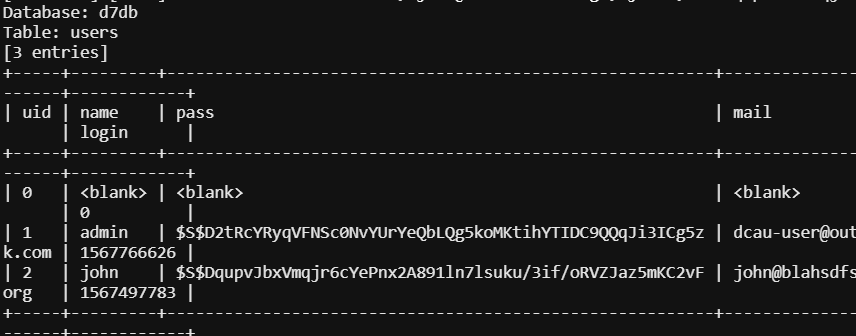 Database: d7db
Table: users
[3 entries]
+-----+---------+---------------------------------------------------------+----------------
------+------------+
| uid | name    | pass                                                    | mail
      | login      |
+-----+---------+---------------------------------------------------------+----------------
------+------------+
| 0   | <blank> | <blank>                                                 | <blank>
      | 0          |
| 1   | admin   | $S$D2tRcYRyqVFNSc0NvYUrYeQbLQg5koMKtihYTIDC9QQqJi3ICg5z | dcau-user@out
k.com | 1567766626 |
| 2   | john    | $S$DqupvJbxVmqjr6cYePnx2A891ln7lsuku/3if/oRVZJaz5mKC2vF | john@blahsdfs
org   | 1567497783 |
+-----+---------+---------------------------------------------------------+----------------
------+------------+